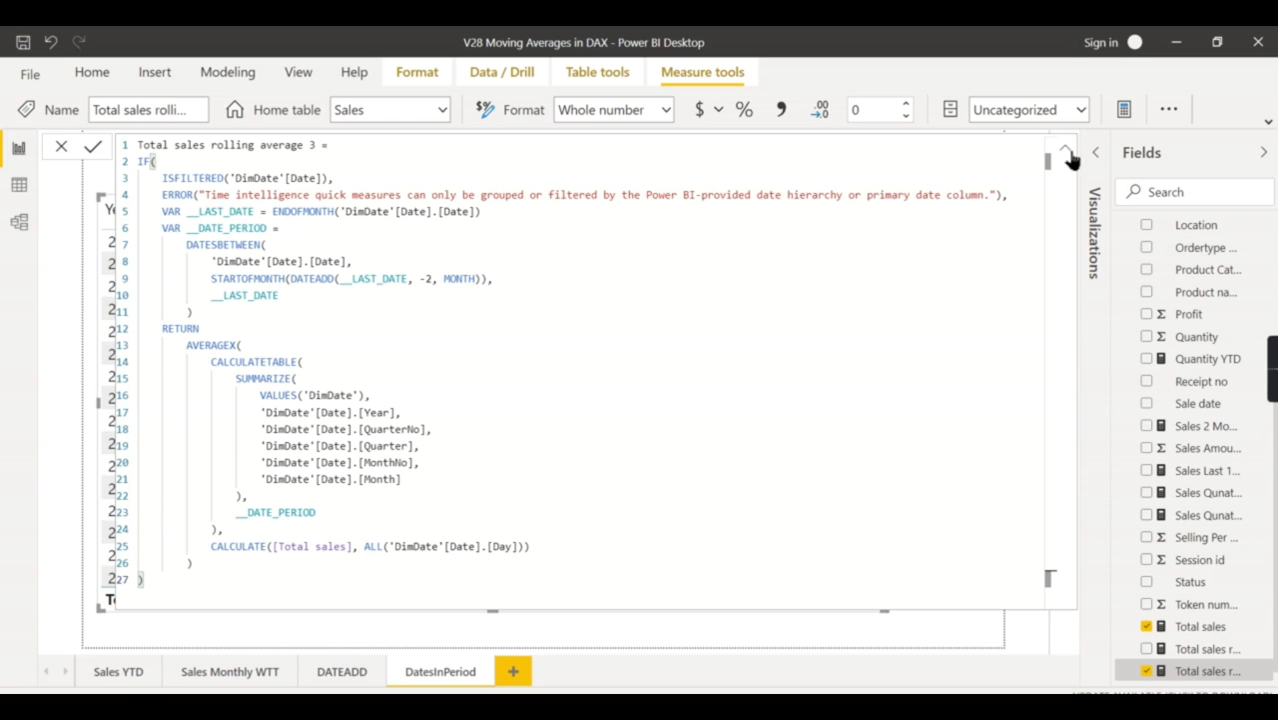 V28 Moving Averages in DAX - Power BI Desktop
Sign in
File Home Insert Modeling View Help Format Data / Drill Table tools Measure tools
Name Total sales rolli... Home table Sales Format Whole number $ % , .00 0 Uncategorized ...
1 Total sales rolling average 3 =
2 IF(
3 ISFILTERED('DimDate'[Date]),
4 ERROR("Time intelligence quick measures can only be grouped or filtered by the Power BI-provided date hierarchy or primary date column."),
5 VAR __LAST_DATE = ENDOFMONTH('DimDate'[Date].[Date])
6 VAR __DATE_PERIOD =
7 DATESBETWEEN(
8 'DimDate'[Date].[Date],
9 STARTOFMONTH(DATEADD(__LAST_DATE, -2, MONTH)),
10 __LAST_DATE
11 )
12 RETURN
13 AVERAGEX(
14 CALCULATETABLE(
15 SUMMARIZE(
16 VALUES('DimDate'),
17 'DimDate'[Date].[Year],
18 'DimDate'[Date].[QuarterNo],
19 'DimDate'[Date].[Quarter],
20 'DimDate'[Date].[MonthNo],
21 'DimDate'[Date].[Month]
22 ),
23 __DATE_PERIOD
24 ),
25 CALCULATE([Total sales], ALL('DimDate'[Date].[Day]))
26 )
27 )
Visualizations
Fields
Search
Location
Ordertype ...
Product Cat...
Product na...
Σ Profit
Σ Quantity
Quantity YTD
Receipt no
Sale date
Sales 2 Mo...
Σ Sales Amou...
Sales Last 1...
Sales Qunat...
Sales Qunat...
Σ Selling Per ...
Σ Session id
Status
Σ Token num...
Total sales
Total sales r...
Total sales r...
Sales YTD Sales Monthly WTT DATEADD DatesInPeriod +